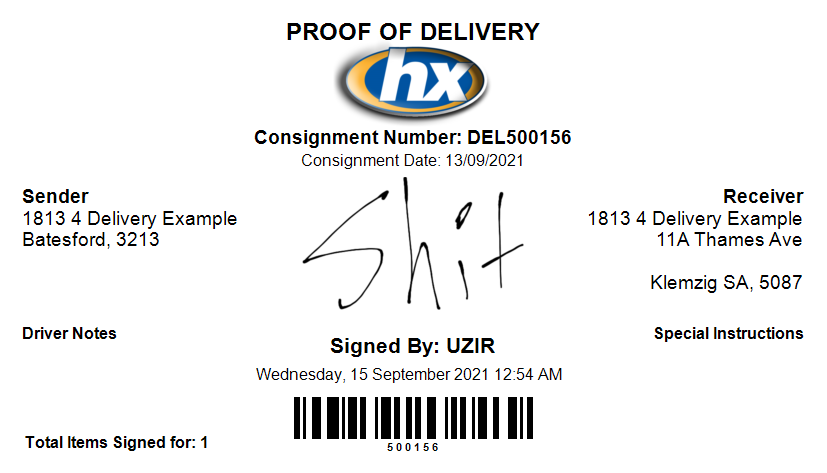 PROOF OF DELIVERY
hx
Consignment Number: DEL500156
Consignment Date: 13/09/2021
Sender
1813 4 Delivery Example
Batesford, 3213
Shit
Receiver
1813 4 Delivery Example
11A Thames Ave
Klemzig SA, 5087
Driver Notes
Special Instructions
Signed By: UZIR
Wednesday, 15 September 2021 12:54 AM
500156
Total Items Signed for: 1